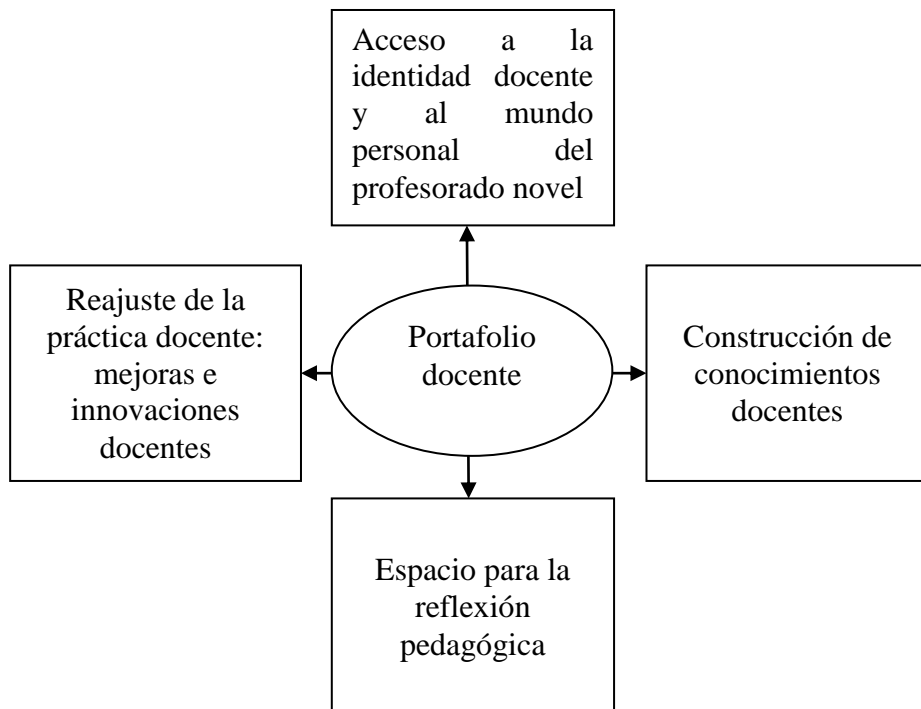 Acceso a la
identidad docente
y al mundo
personal del
profesorado novel
Reajuste de la
práctica docente:
mejoras e
innovaciones
docentes
Portafolio
docente
Construcción de
conocimientos
docentes
Espacio para la
reflexión
pedagógica